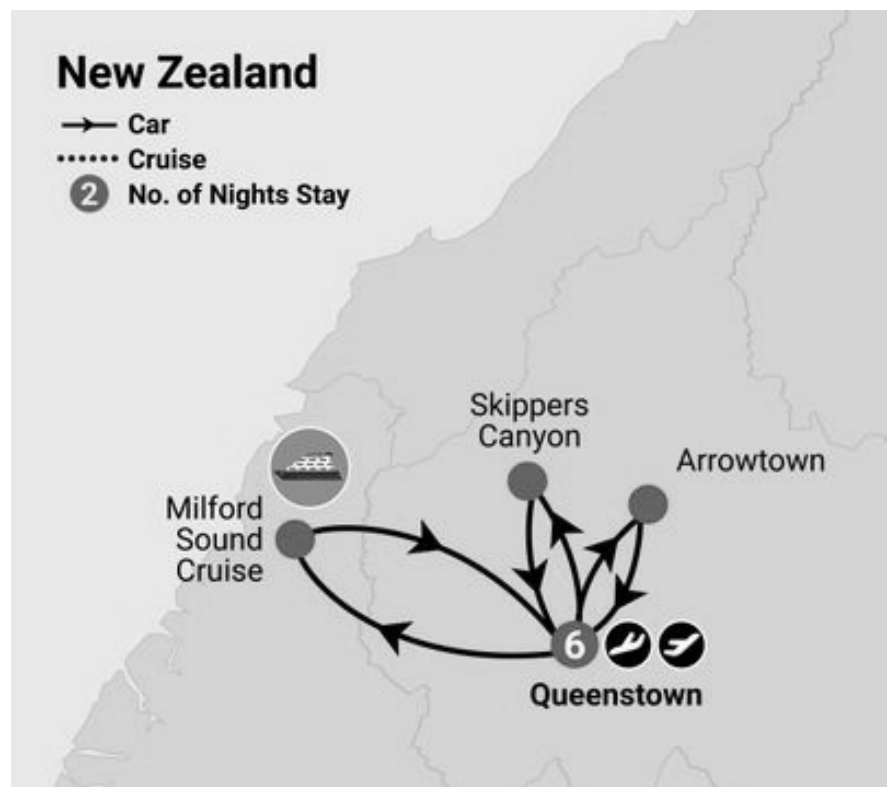 New Zealand
Car
Cruise
2 No. of Nights Stay
Skippers
Canyon
Arrowtown
Milford
Sound
Cruise
6
Queenstown